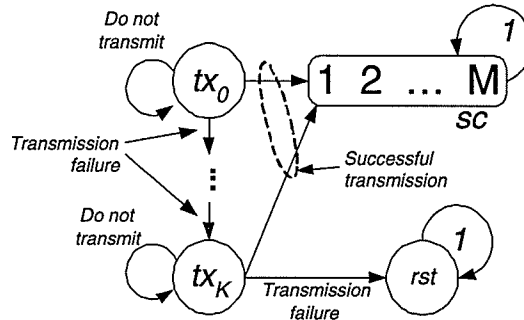 Do not
transmit
tx0
1 2 ... M
1
sc
Transmission
failure
⋮
Successful
transmission
Do not
transmit
txK
Transmission
failure
rst
1